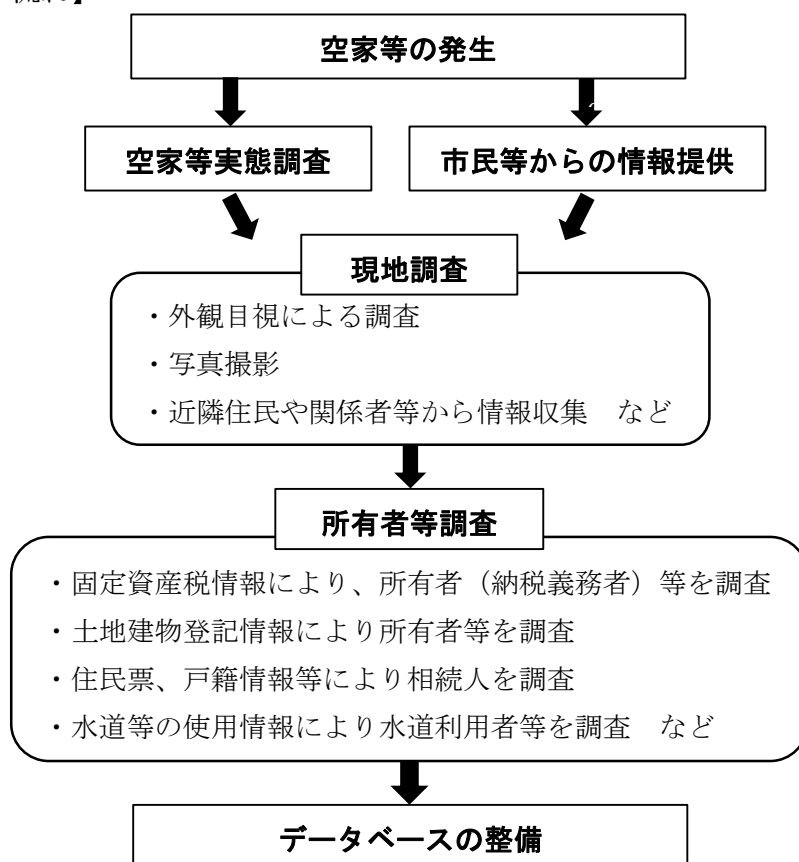 空家等の発生
空家等実態調査
市民等からの情報提供
現地調査
・外観目視による調査
・写真撮影
・近隣住民や関係者等から情報収集　など
所有者等調査
・固定資産税情報により、所有者（納税義務者）等を調査
・土地建物登記情報により所有者等を調査
・住民票、戸籍情報等により相続人を調査
・水道等の使用情報により水道利用者等を調査　など
データベースの整備